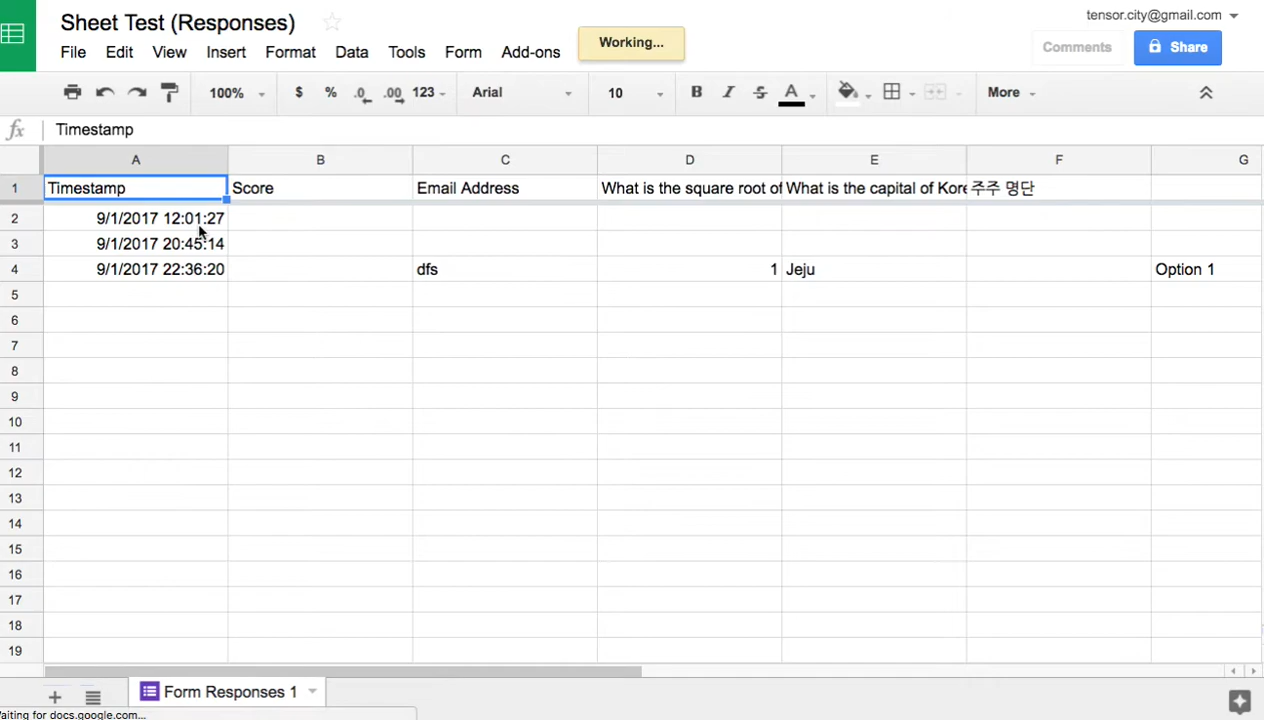 Sheet Test (Responses)
tensor.city@gmail.com
File Edit View Insert Format Data Tools Form Add-ons
Working...
Comments
Share
100% $ % .0 .00 123 Arial 10 B I S A More
fx Timestamp
A B C D E F G
1 Timestamp Score Email Address What is the square root of What is the capital of Kore 주주 명단
2 9/1/2017 12:01:27
3 9/1/2017 20:45:14
4 9/1/2017 22:36:20 dfs 1 Jeju Option 1
5
6
7
8
9
10
11
12
13
14
15
16
17
18
19
+ Form Responses 1
aiting for docs.google.com...